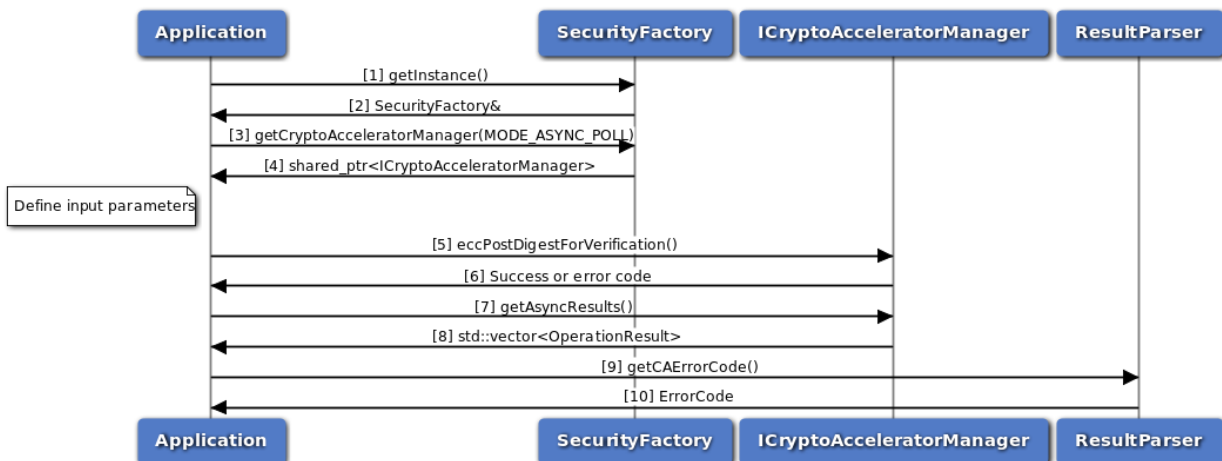 Application SecurityFactory ICryptoAcceleratorManager ResultParser
[1] getInstance()
[2] SecurityFactory&
[3] getCryptoAcceleratorManager(MODE_ASYNC_POLL)
[4] shared_ptr<ICryptoAcceleratorManager>
Define input parameters
[5] eccPostDigestForVerification()
[6] Success or error code
[7] getAsyncResults()
[8] std::vector<OperationResult>
[9] getCAErrorCode()
[10] ErrorCode
Application SecurityFactory ICryptoAcceleratorManager ResultParser